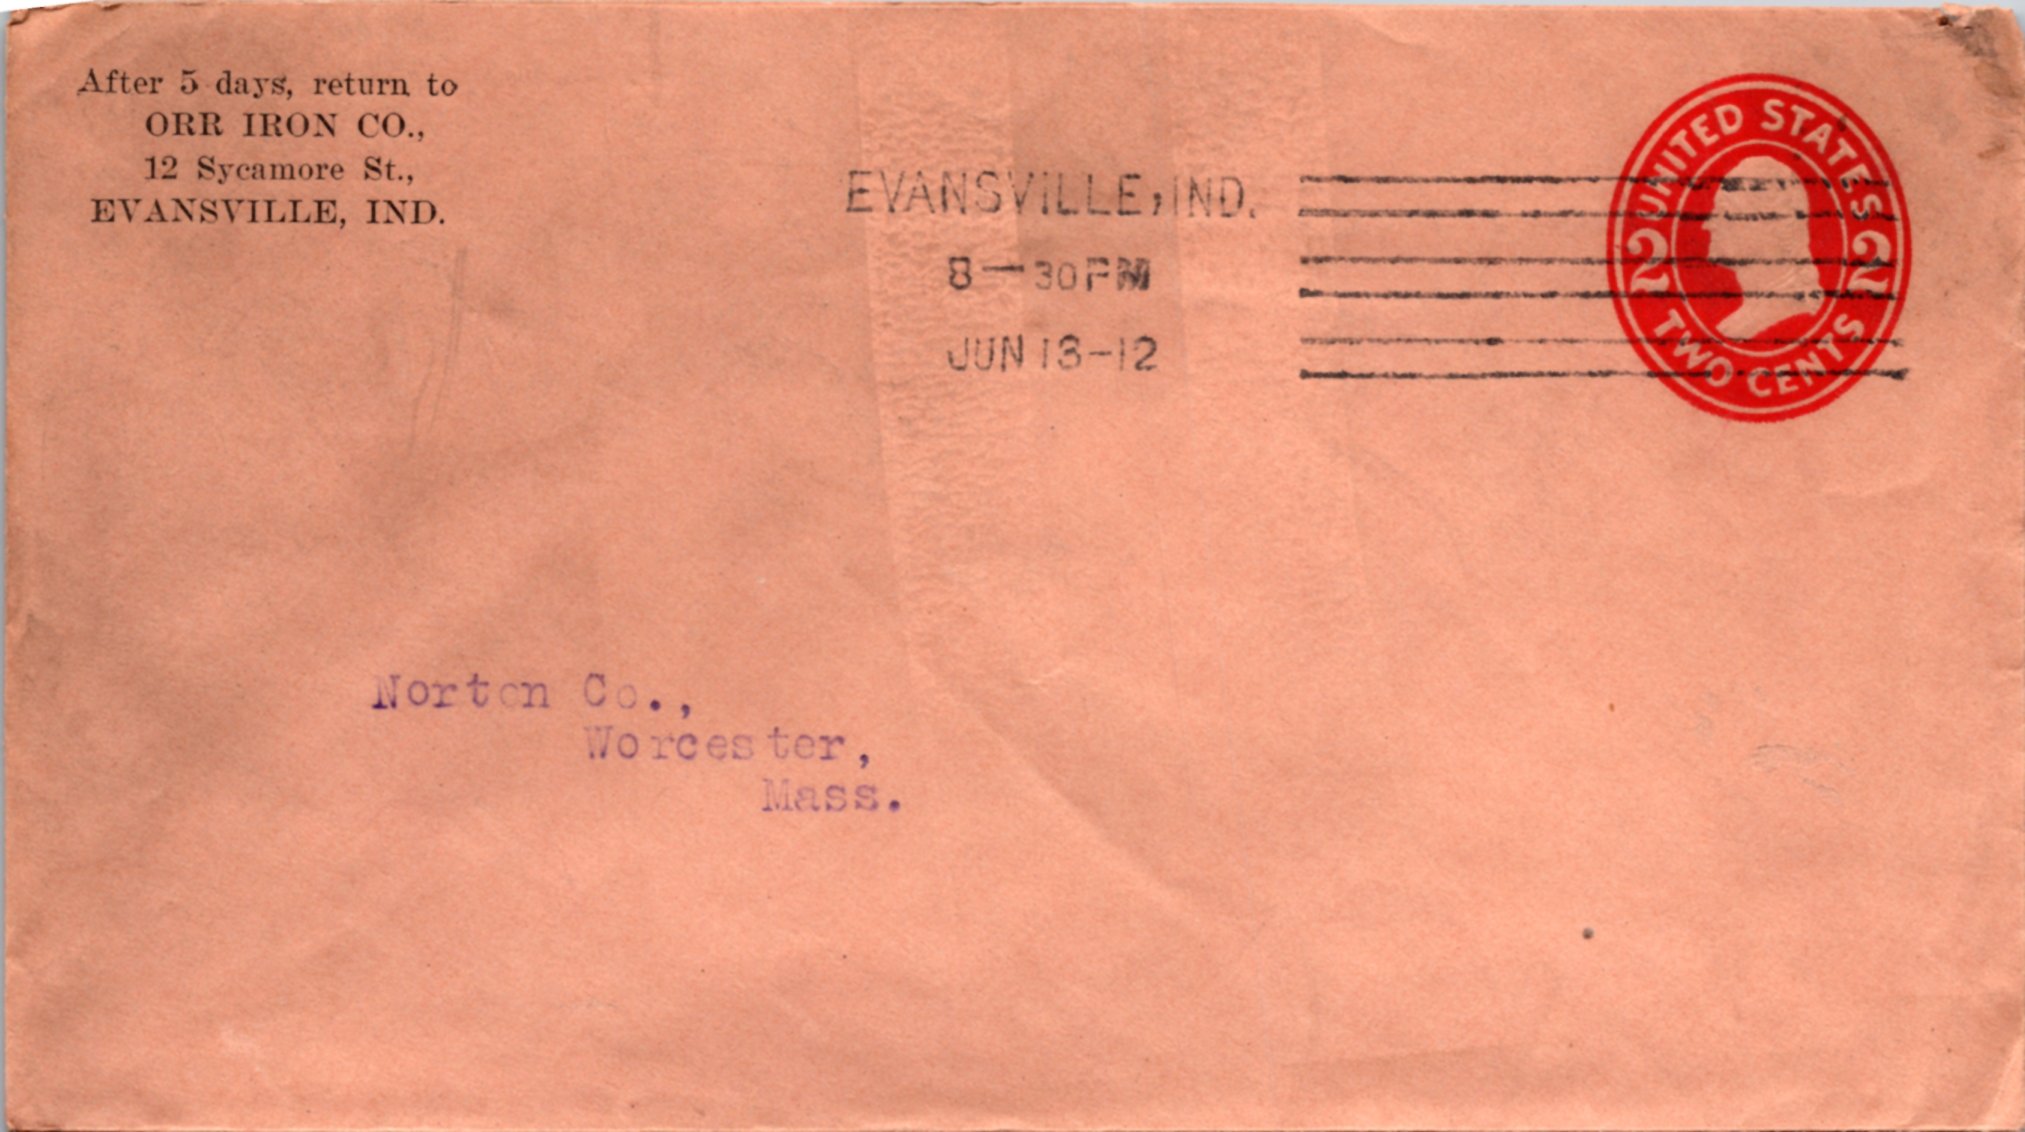 After 5 days, return to
ORR IRON CO.,
12 Sycamore St.,
EVANSVILLE, IND.
EVANSVILLE, IND.
8—30 PM
JUN 13-12
UNITED STATES
2 2
TWO CENTS
Norton Co.,
Worcester,
Mass.